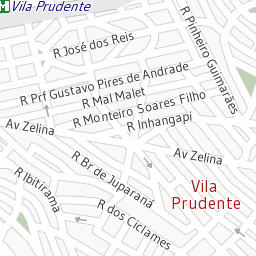 M Vila Prudente
R José dos Reis
R Pinheiro Guimarães
R Prf Gustavo Pires de Andrade
R Mal Malet
R Monteiro Soares Filho
R Inhangapi
Av Zelina
Av Zelina
R Br de Juparaná
R Ibitirama
Vila
Prudente
R dos Ciclames